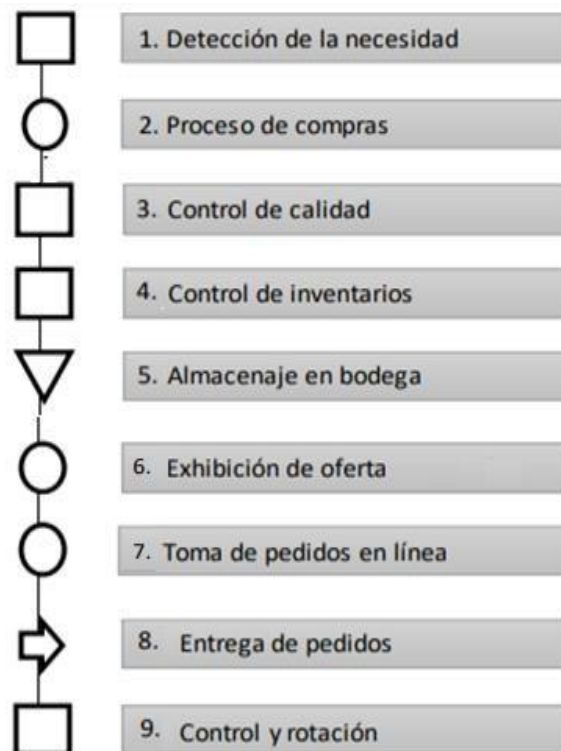 1. Detección de la necesidad
2. Proceso de compras
3. Control de calidad
4. Control de inventarios
5. Almacenaje en bodega
6. Exhibición de oferta
7. Toma de pedidos en línea
8. Entrega de pedidos
9. Control y rotación